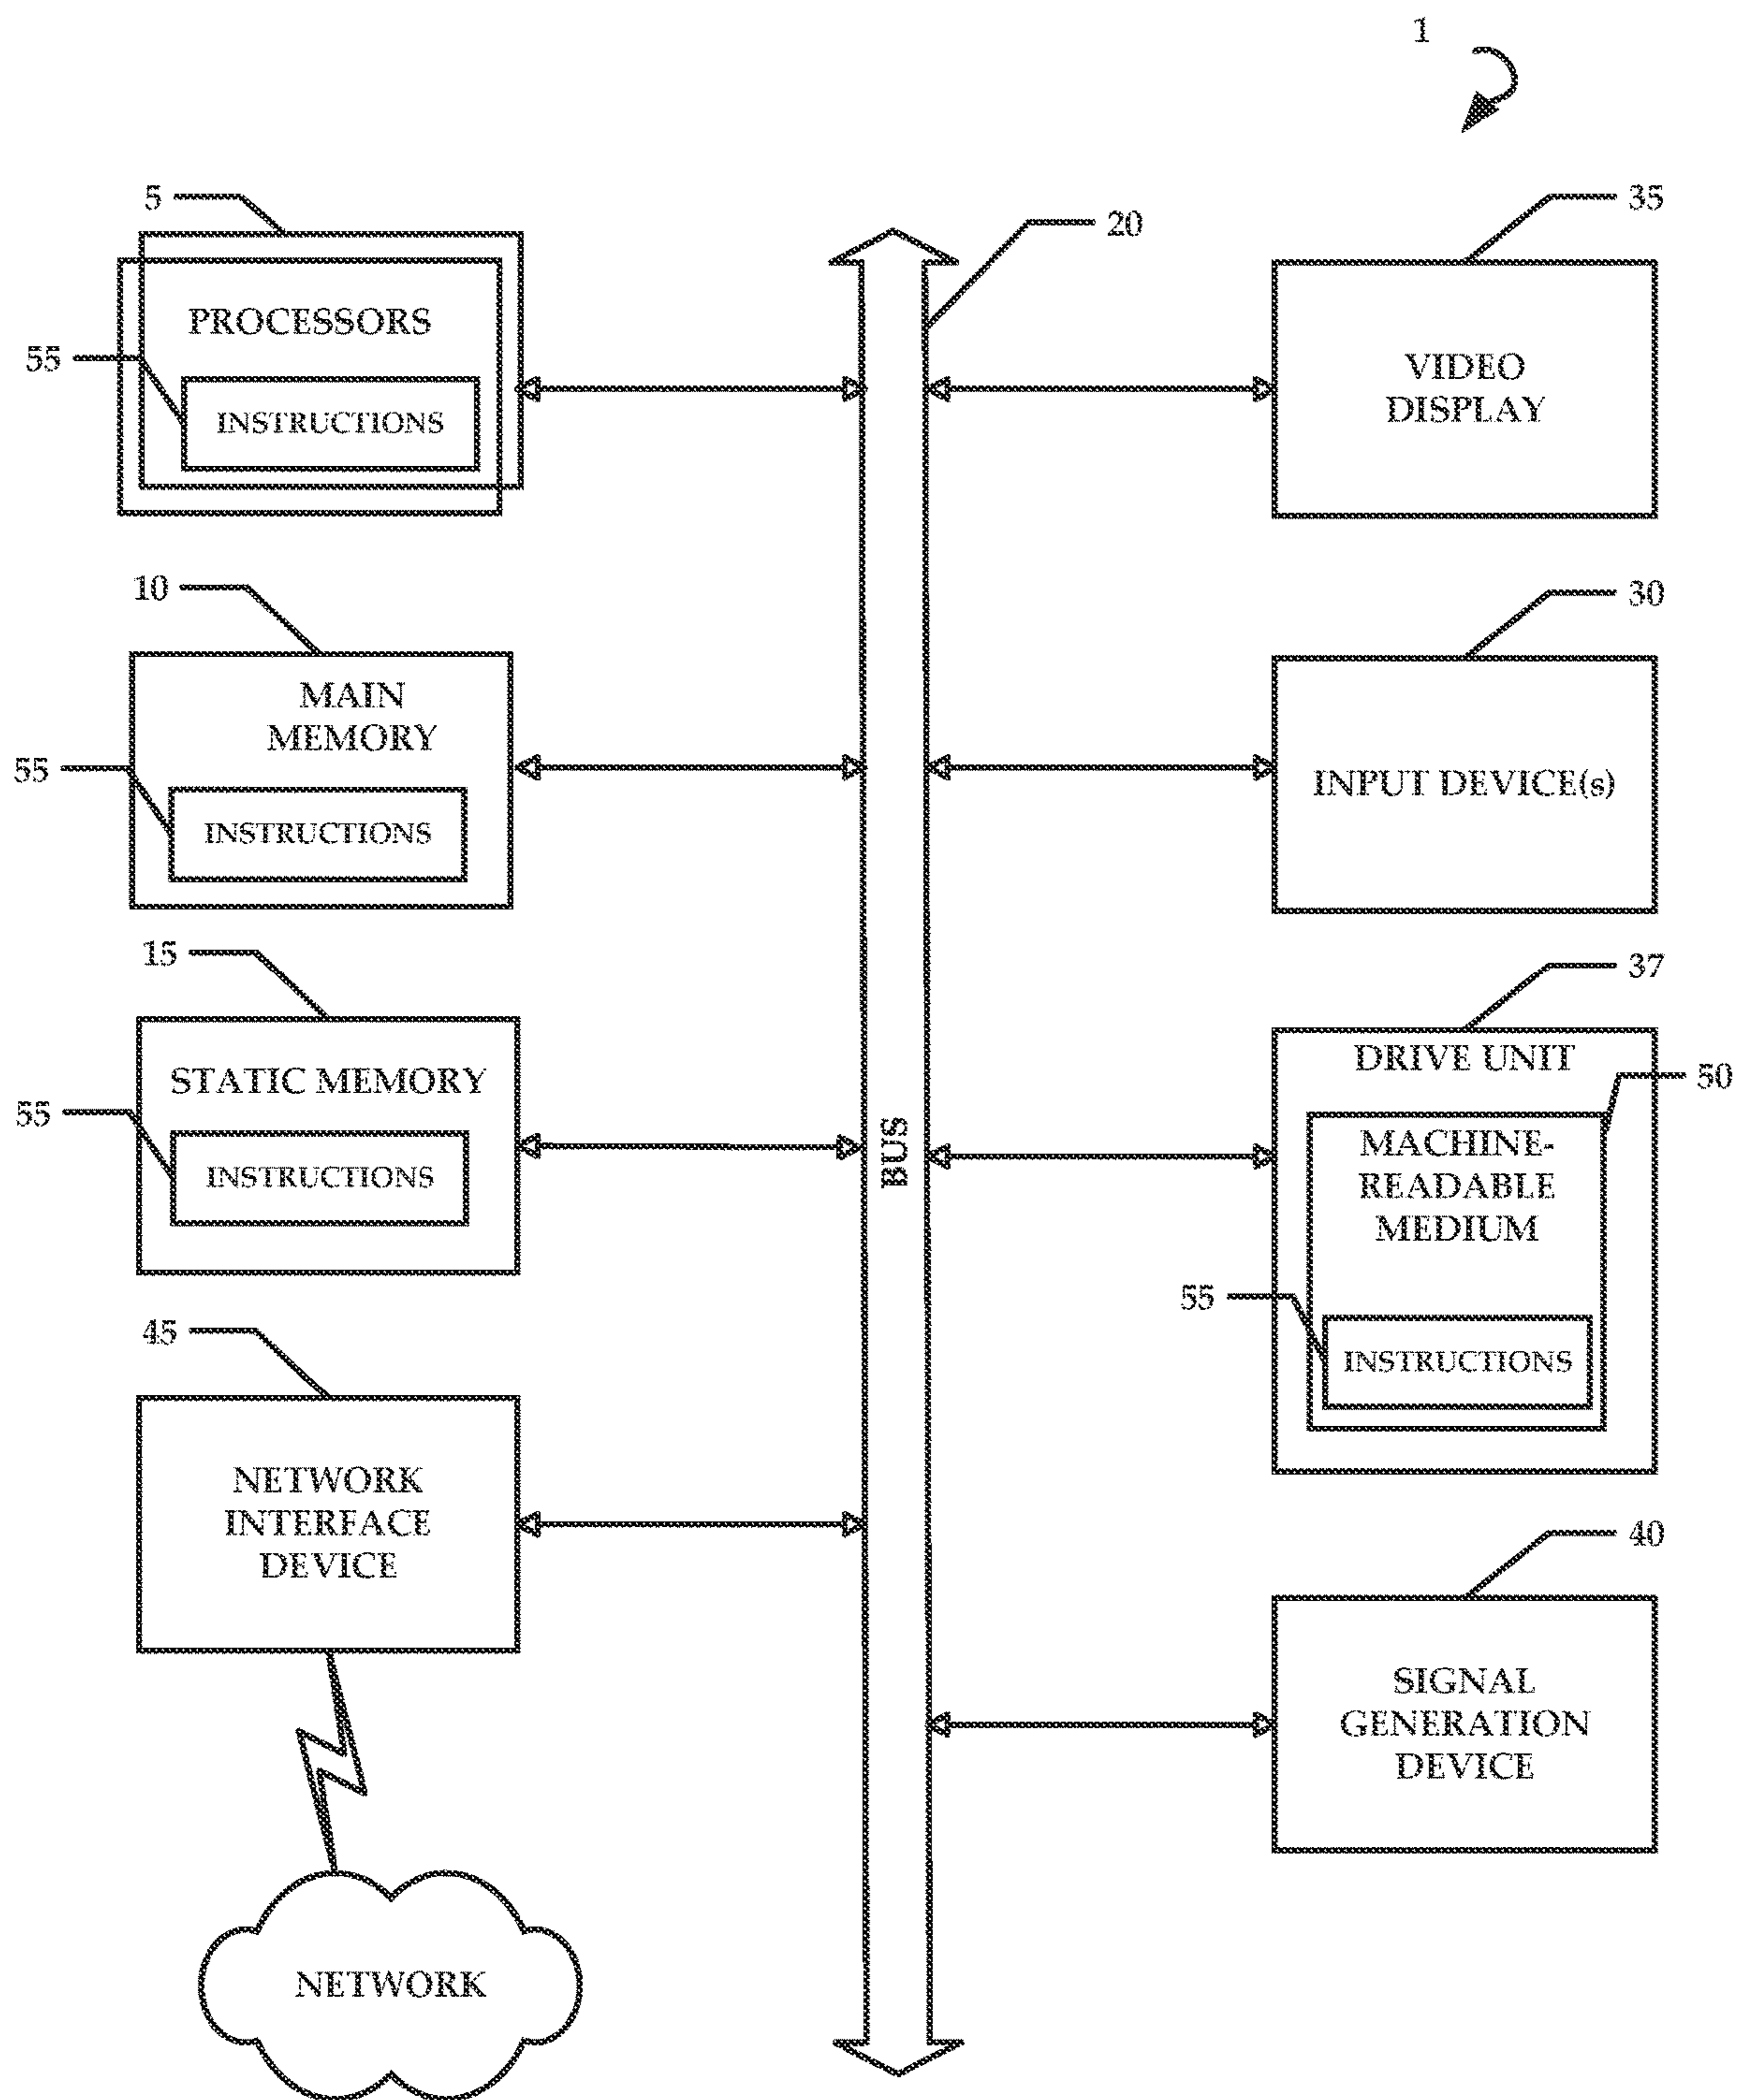 1
5
PROCESSORS
55
INSTRUCTIONS
10
MAIN
MEMORY
55
INSTRUCTIONS
15
STATIC MEMORY
55
INSTRUCTIONS
45
NETWORK
INTERFACE
DEVICE
NETWORK
20
BUS
35
VIDEO
DISPLAY
30
INPUT DEVICE(s)
37
DRIVE UNIT
50
MACHINE-
READABLE
MEDIUM
55
INSTRUCTIONS
40
SIGNAL
GENERATION
DEVICE